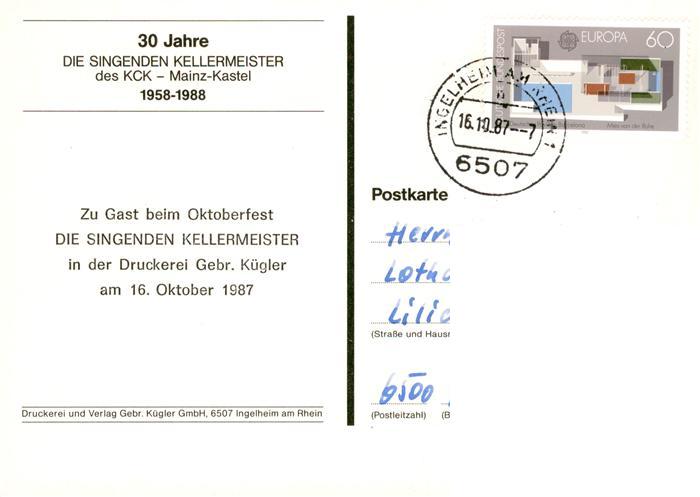 30 Jahre
DIE SINGENDEN KELLERMEISTER
des KCK – Mainz-Kastel
1958-1988
Zu Gast beim Oktoberfest
DIE SINGENDEN KELLERMEISTER
in der Druckerei Gebr. Kügler
am 16. Oktober 1987
Druckerei und Verlag Gebr. Kügler GmbH, 6507 Ingelheim am Rhein
EUROPA 60
Mies van der Rohe
INGELHEIM AM RHEIN 1
16.10.87--7
6507
Postkarte
Herrn
(Straße und Hausn
6500
(Postleitzahl) (B